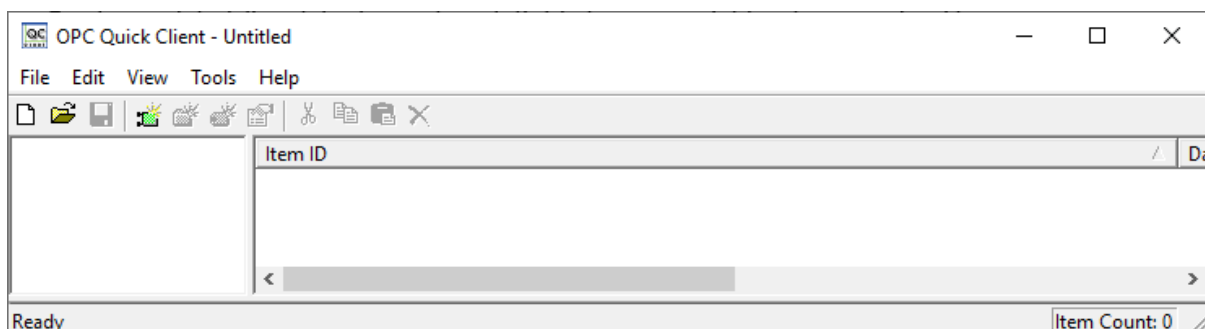 OPC Quick Client - Untitled
File Edit View Tools Help
Item ID
Ready
Item Count: 0